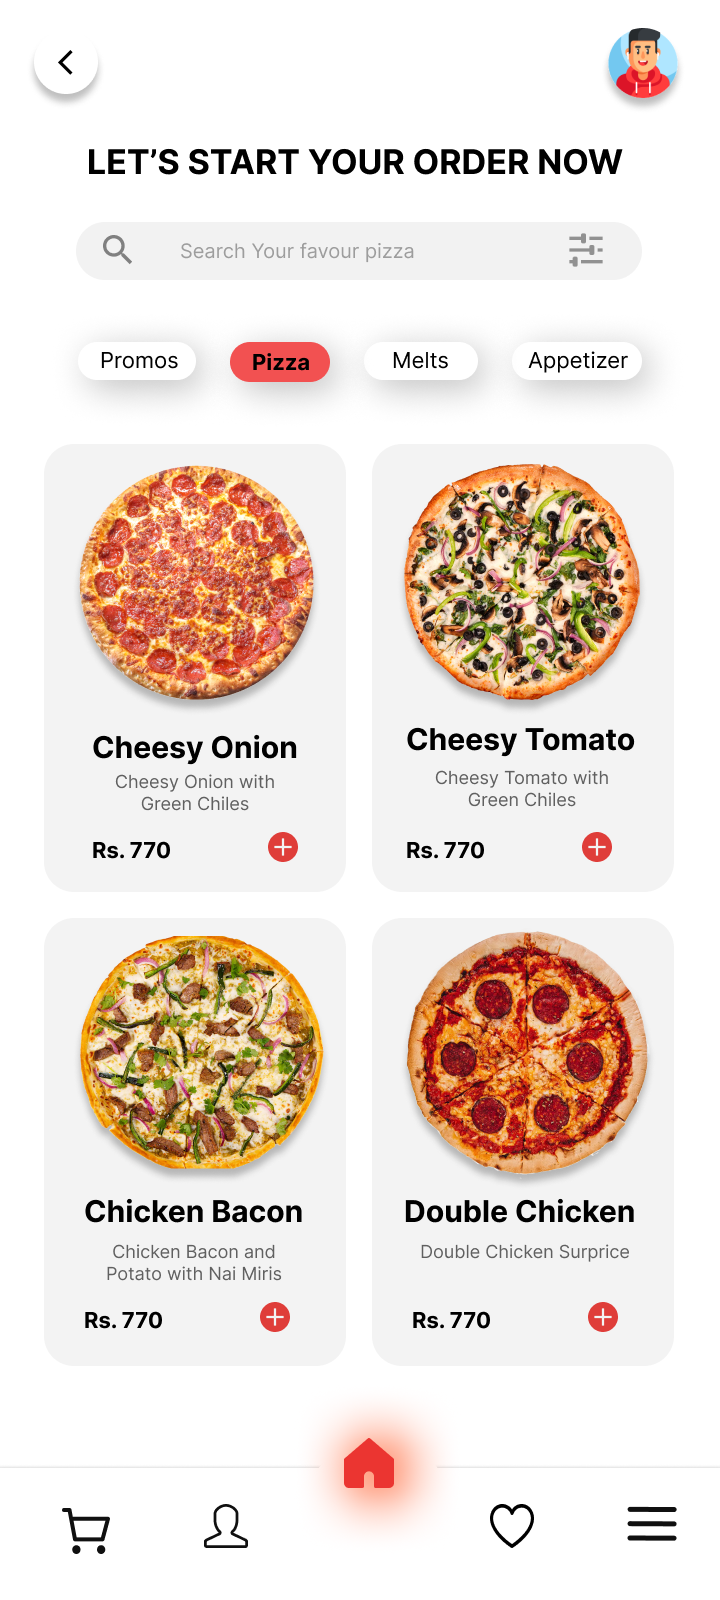 LET’S START YOUR ORDER NOW
Search Your favour pizza
Promos
Pizza
Melts
Appetizer
Cheesy Onion
Cheesy Onion with
Green Chiles
Rs. 770
Cheesy Tomato
Cheesy Tomato with
Green Chiles
Rs. 770
Chicken Bacon
Chicken Bacon and
Potato with Nai Miris
Rs. 770
Double Chicken
Double Chicken Surprice
Rs. 770